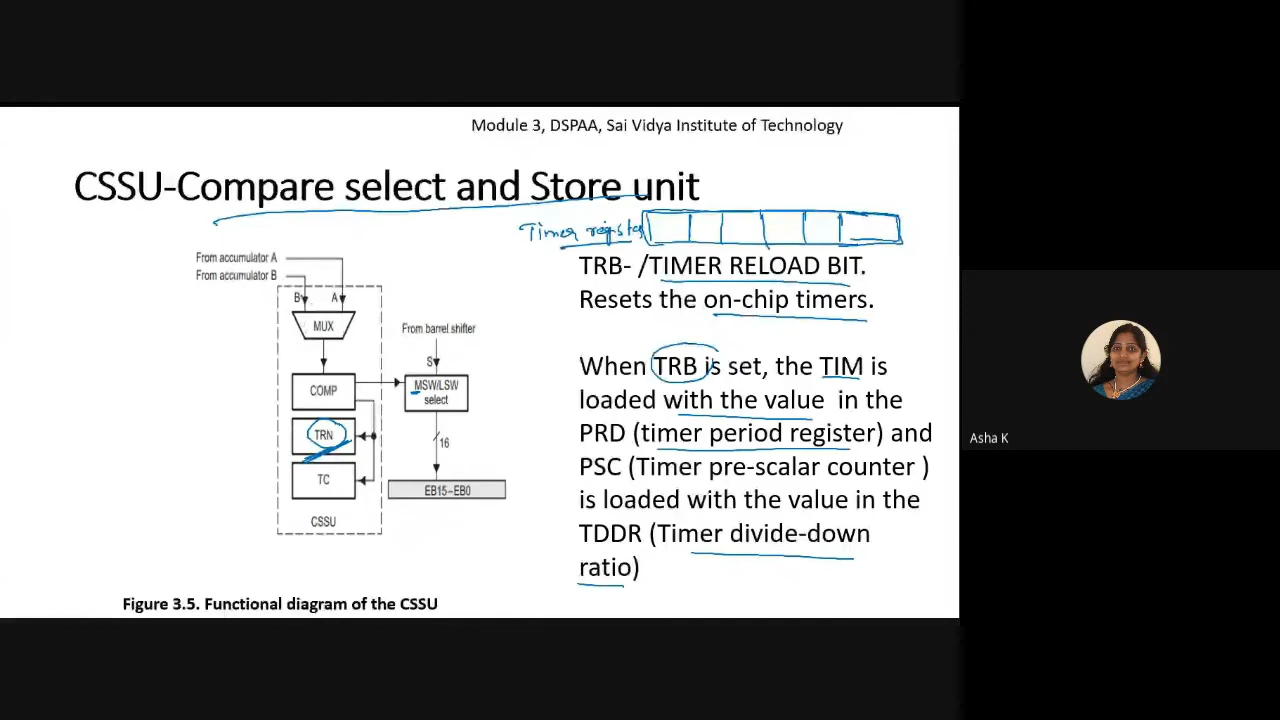 Module 3, DSPAA, Sai Vidya Institute of Technology
CSSU-Compare select and Store unit
Timer register
From accumulator A
From accumulator B
B
A
MUX
From barrel shifter
S
COMP
MSW/LSW
select
TRN
16
TC
EB15–EB0
CSSU
Figure 3.5. Functional diagram of the CSSU
TRB- /TIMER RELOAD BIT.
Resets the on-chip timers.
When TRB is set, the TIM is
loaded with the value in the
PRD (timer period register) and
PSC (Timer pre-scalar counter )
is loaded with the value in the
TDDR (Timer divide-down
ratio)
Asha K